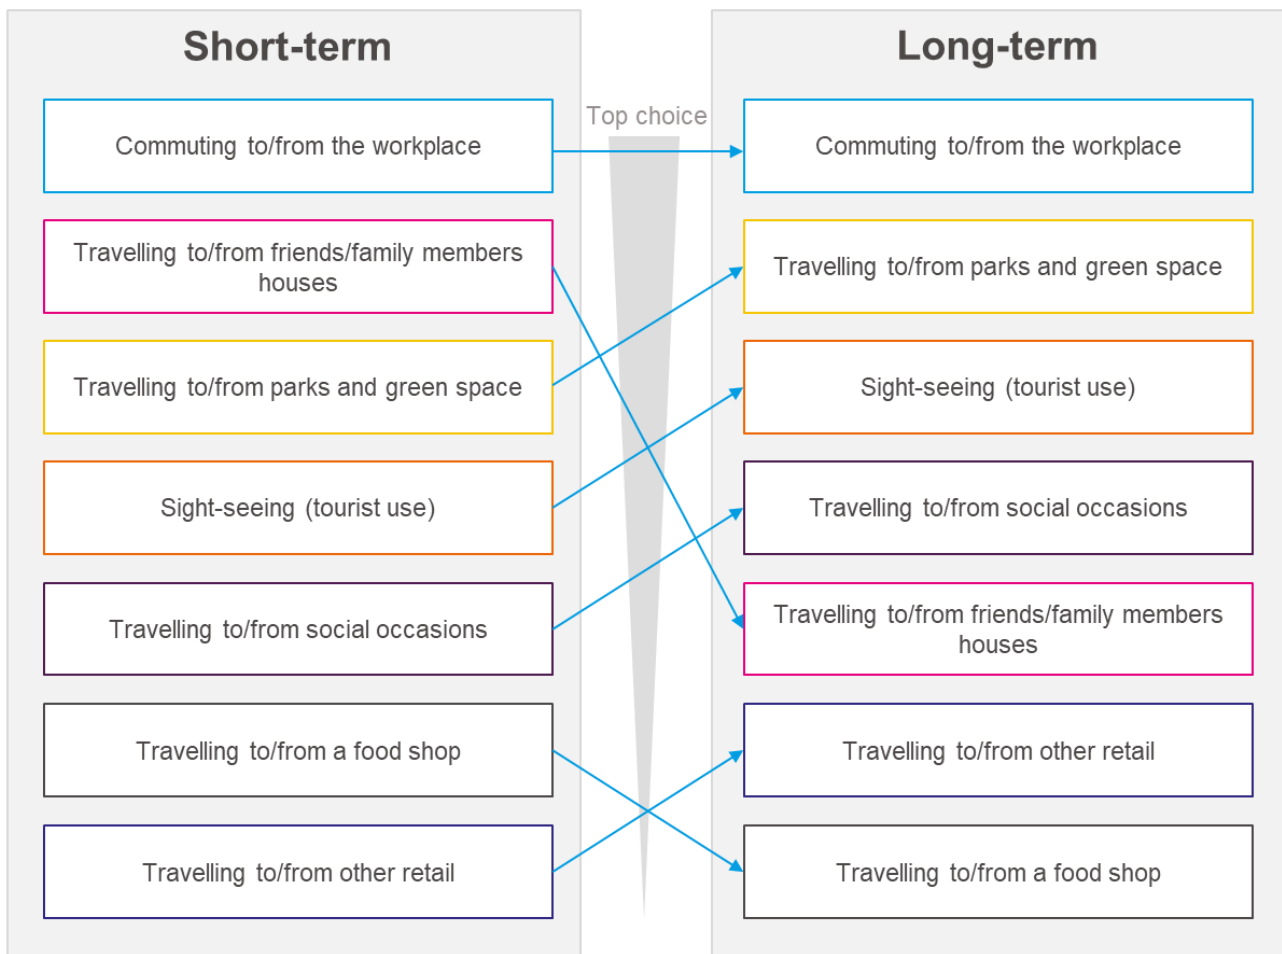 Short-term
Commuting to/from the workplace
Travelling to/from friends/family members
houses
Travelling to/from parks and green space
Sight-seeing (tourist use)
Travelling to/from social occasions
Travelling to/from a food shop
Travelling to/from other retail
Top choice
Long-term
Commuting to/from the workplace
Travelling to/from parks and green space
Sight-seeing (tourist use)
Travelling to/from social occasions
Travelling to/from friends/family members
houses
Travelling to/from other retail
Travelling to/from a food shop